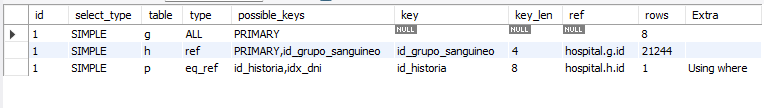 id select_type table type possible_keys key key_len ref rows Extra
1 SIMPLE g ALL PRIMARY NULL NULL NULL 8
1 SIMPLE h ref PRIMARY,id_grupo_sanguineo id_grupo_sanguineo 4 hospital.g.id 21244
1 SIMPLE p eq_ref id_historia,idx_dni id_historia 8 hospital.h.id 1 Using where